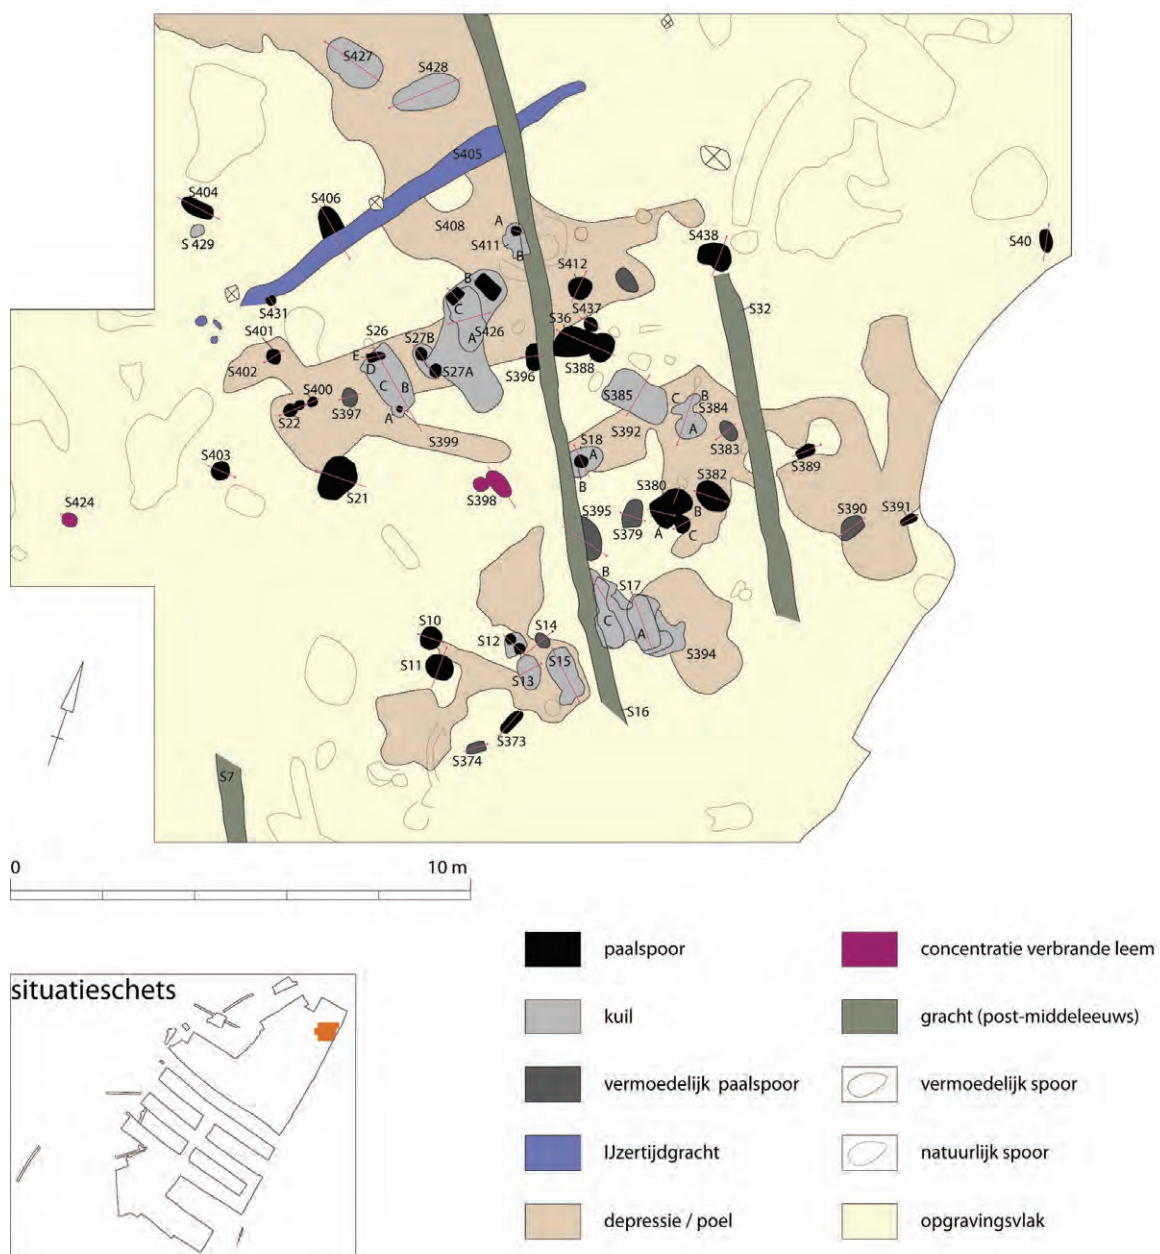 S427
S428
S405
S404
S406
S 429
S408
A
S411
B
S438
S40
S412
B
C
S437
S36
S32
S431
S426
A
S401
S26
S27B
E
D
S402
C
B
S27A
S396
S388
S400
S397
S22
A
S399
S385
S392
C
B
S384
A
S383
S18
A
B
S389
S403
S21
S398
S424
S395
S379
S380
S382
A
B
C
S390
S391
B
S17
C
A
S394
S10
S11
S12
S14
S13
S15
S16
S373
S374
S7
0
10 m
situatieschets
paalspoor
kuil
vermoedelijk paalspoor
IJzertijdgracht
depressie / poel
concentratie verbrande leem
gracht (post-middeleeuws)
vermoedelijk spoor
natuurlijk spoor
opgravingsvlak